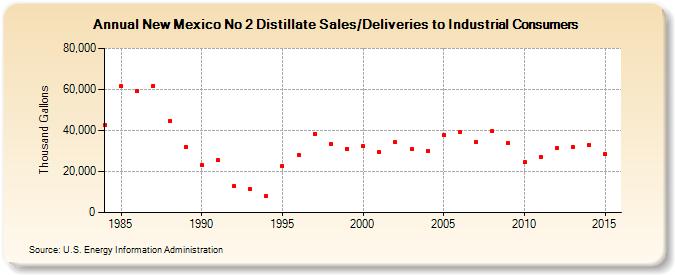 Annual New Mexico No 2 Distillate Sales/Deliveries to Industrial Consumers
Thousand Gallons
80,000
60,000
40,000
20,000
0
1985 1990 1995 2000 2005 2010 2015
Source: U.S. Energy Information Administration